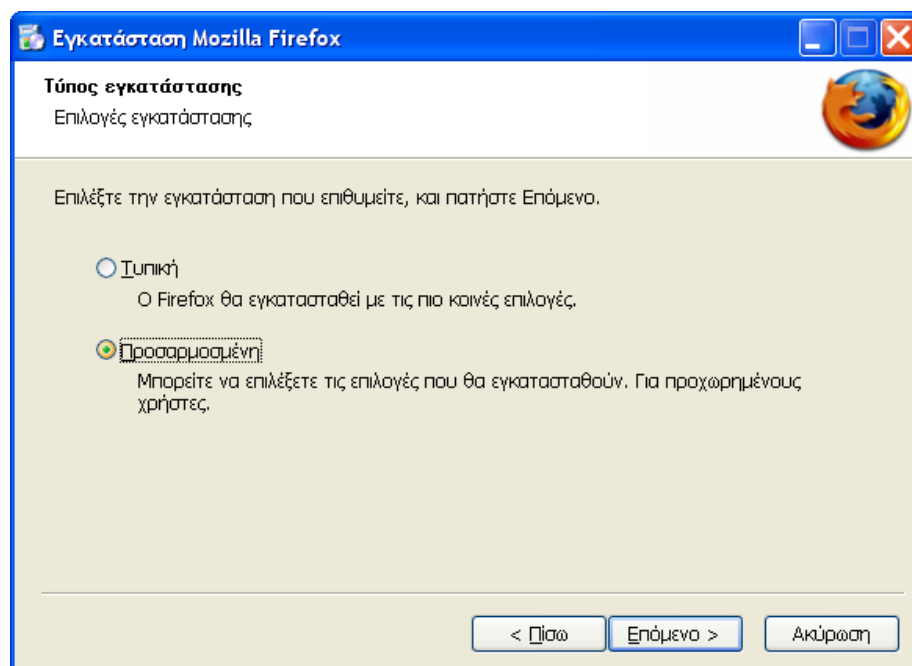 Εγκατάσταση Mozilla Firefox
Τύπος εγκατάστασης
Επιλογές εγκατάστασης
Επιλέξτε την εγκατάσταση που επιθυμείτε, και πατήστε Επόμενο.
Τυπική
Ο Firefox θα εγκατασταθεί με τις πιο κοινές επιλογές.
Προσαρμοσμένη
Μπορείτε να επιλέξετε τις επιλογές που θα εγκατασταθούν. Για προχωρημένους
χρήστες.
< Πίσω
Επόμενο >
Ακύρωση